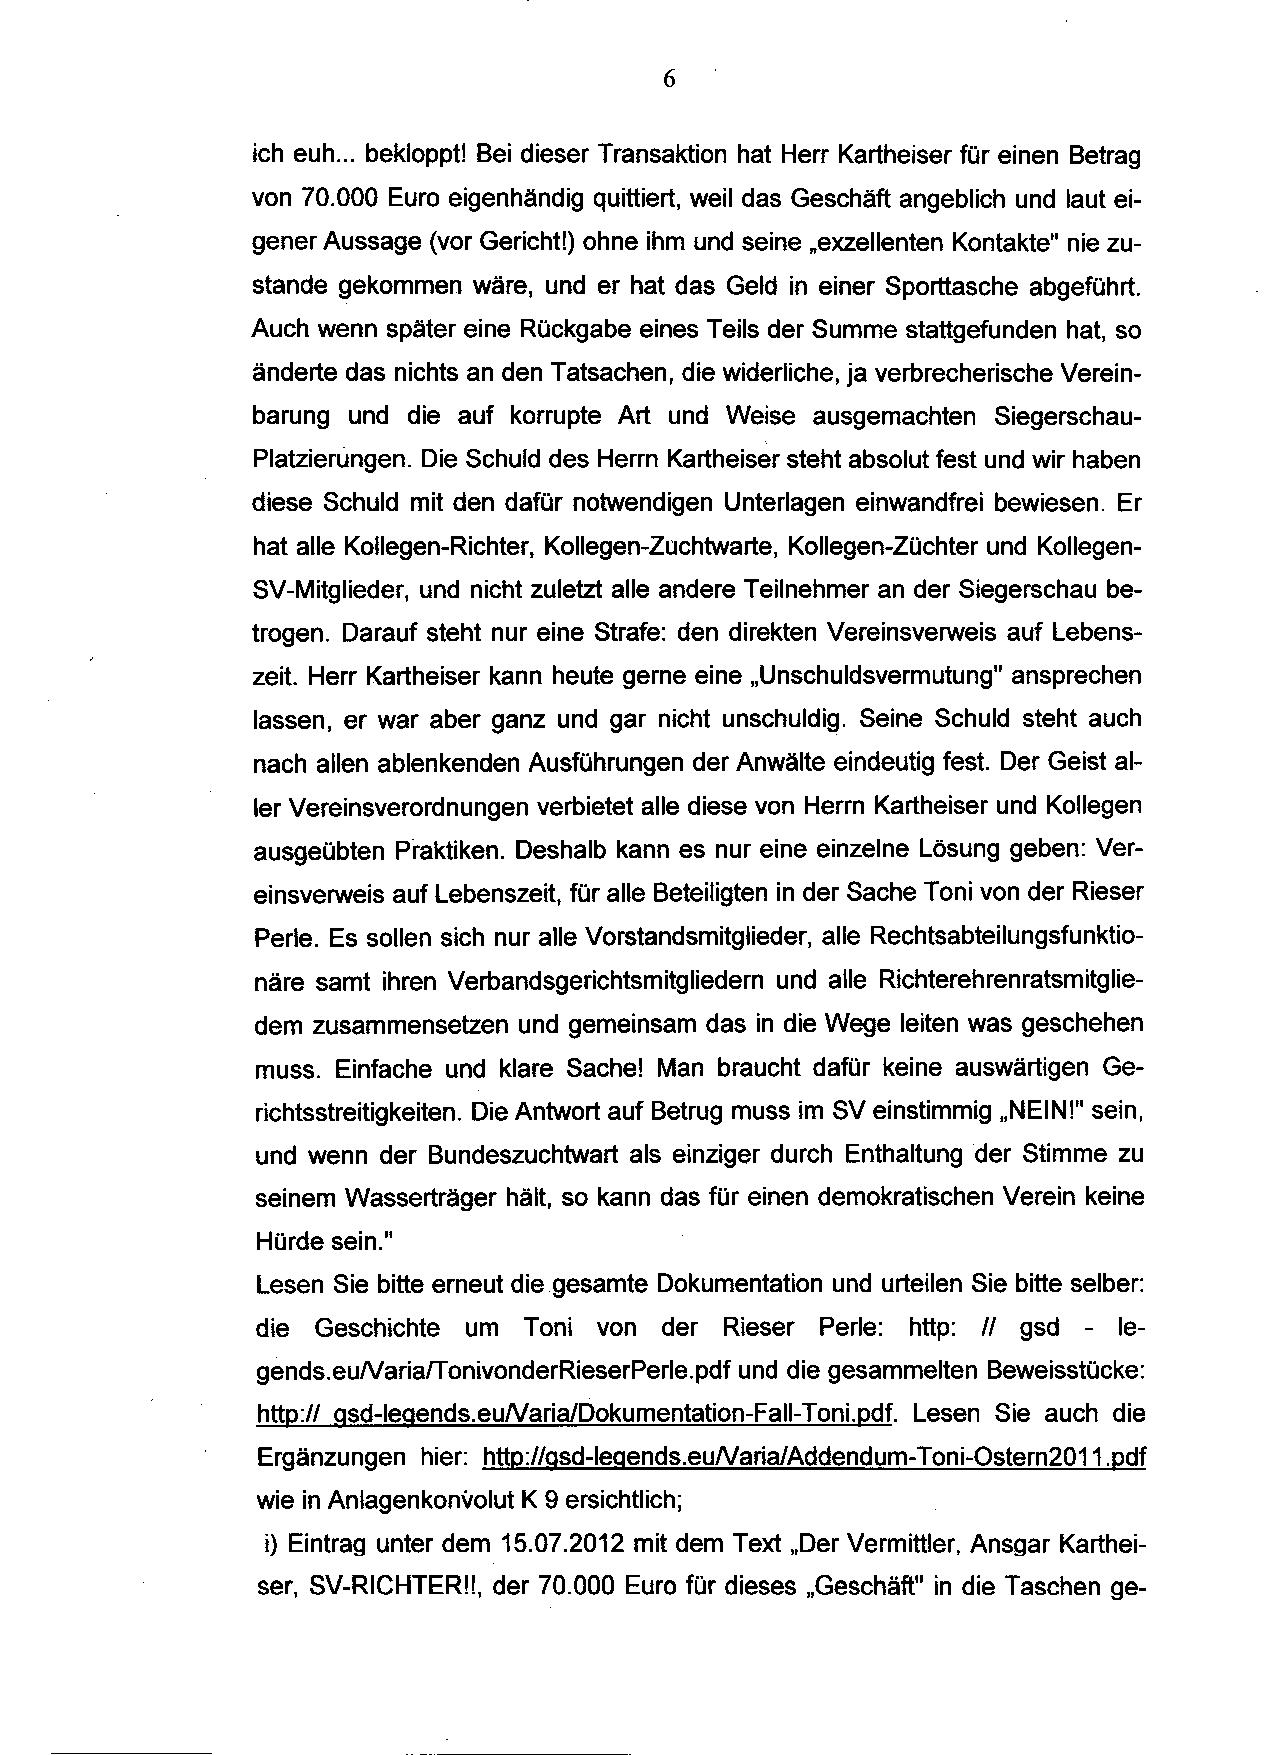 6
ich euh... bekloppt! Bei dieser Transaktion hat Herr Kartheiser für einen Betrag
von 70.000 Euro eigenhändig quittiert, weil das Geschäft angeblich und laut ei-
gener Aussage (vor Gericht!) ohne ihm und seine „exzellenten Kontakte" nie zu-
stande gekommen wäre, und er hat das Geld in einer Sporttasche abgeführt.
Auch wenn später eine Rückgabe eines Teils der Summe stattgefunden hat, so
änderte das nichts an den Tatsachen, die widerliche, ja verbrecherische Verein-
barung und die auf korrupte Art und Weise ausgemachten Siegerschau-
Platzierungen. Die Schuld des Herrn Kartheiser steht absolut fest und wir haben
diese Schuld mit den dafür notwendigen Unterlagen einwandfrei bewiesen. Er
hat alle Kollegen-Richter, Kollegen-Zuchtwarte, Kollegen-Züchter und Kollegen-
SV-Mitglieder, und nicht zuletzt alle andere Teilnehmer an der Siegerschau be-
trogen. Darauf steht nur eine Strafe: den direkten Vereinsverweis auf Lebens-
zeit. Herr Kartheiser kann heute gerne eine „Unschuldsvermutung" ansprechen
lassen, er war aber ganz und gar nicht unschuldig. Seine Schuld steht auch
nach allen ablenkenden Ausführungen der Anwälte eindeutig fest. Der Geist al-
ler Vereinsverordnungen verbietet alle diese von Herrn Kartheiser und Kollegen
ausgeübten Praktiken. Deshalb kann es nur eine einzelne Lösung geben: Ver-
einsverweis auf Lebenszeit, für alle Beteiligten in der Sache Toni von der Rieser
Perle. Es sollen sich nur alle Vorstandsmitglieder, alle Rechtsabteilungsfunktio-
näre samt ihren Verbandsgerichtsmitgliedern und alle Richterehrenratsmitglie-
dern zusammensetzen und gemeinsam das in die Wege leiten was geschehen
muss. Einfache und klare Sache! Man braucht dafür keine auswärtigen Ge-
richtsstreitigkeiten. Die Antwort auf Betrug muss im SV einstimmig „NEIN!" sein,
und wenn der Bundeszuchtwart als einziger durch Enthaltung der Stimme zu
seinem Wasserträger hält, so kann das für einen demokratischen Verein keine
Hürde sein."
Lesen Sie bitte erneut die gesamte Dokumentation und urteilen Sie bitte selber:
die Geschichte um Toni von der Rieser Perle: http: // gsd - le-
gends.eu/Varia/TonivonderRieserPerle.pdf und die gesammelten Beweisstücke:
http:// gsd-legends.eu/Varia/Dokumentation-Fall-Toni.pdf. Lesen Sie auch die
Ergänzungen hier: http://gsd-legends.eu/Varia/Addendum-Toni-Ostern2011.pdf
wie in Anlagenkonvolut K 9 ersichtlich;
i) Eintrag unter dem 15.07.2012 mit dem Text „Der Vermittler, Ansgar Karthei-
ser, SV-RICHTER!!, der 70.000 Euro für dieses „Geschäft" in die Taschen ge-